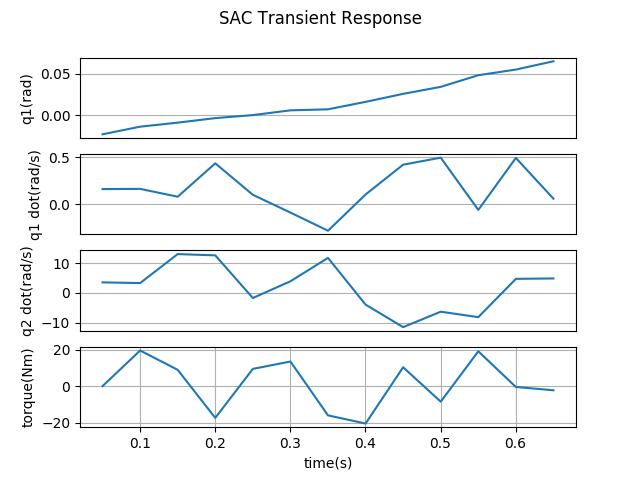 SAC Transient Response
q1(rad)
0.05
0.00
q1 dot(rad/s)
0.5
0.0
q2 dot(rad/s)
10
0
−10
torque(Nm)
20
0
−20
0.1 0.2 0.3 0.4 0.5 0.6
time(s)